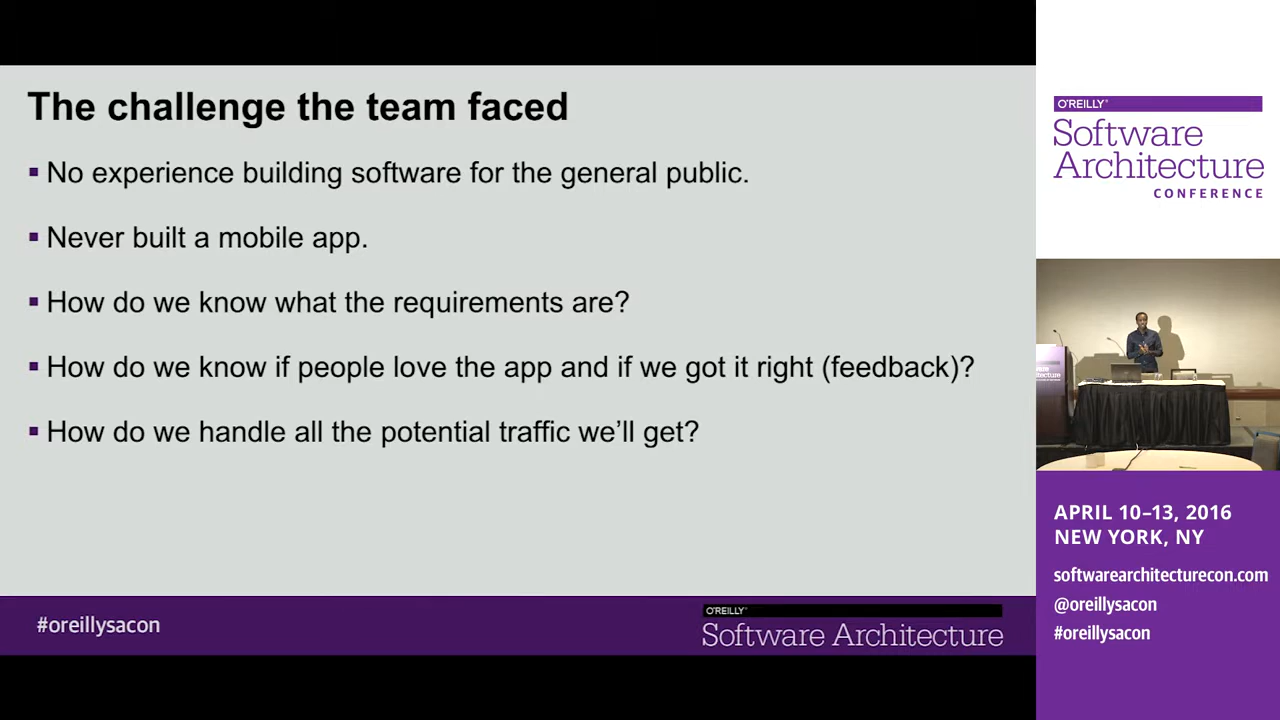 The challenge the team faced
▪ No experience building software for the general public.
▪ Never built a mobile app.
▪ How do we know what the requirements are?
▪ How do we know if people love the app and if we got it right (feedback)?
▪ How do we handle all the potential traffic we'll get?
#oreillysacon
O'REILLY®
Software Architecture
O'REILLY®
Software
Architecture
CONFERENCE
APRIL 10–13, 2016
NEW YORK, NY
softwarearchitecturecon.com
@oreillysacon
#oreillysacon